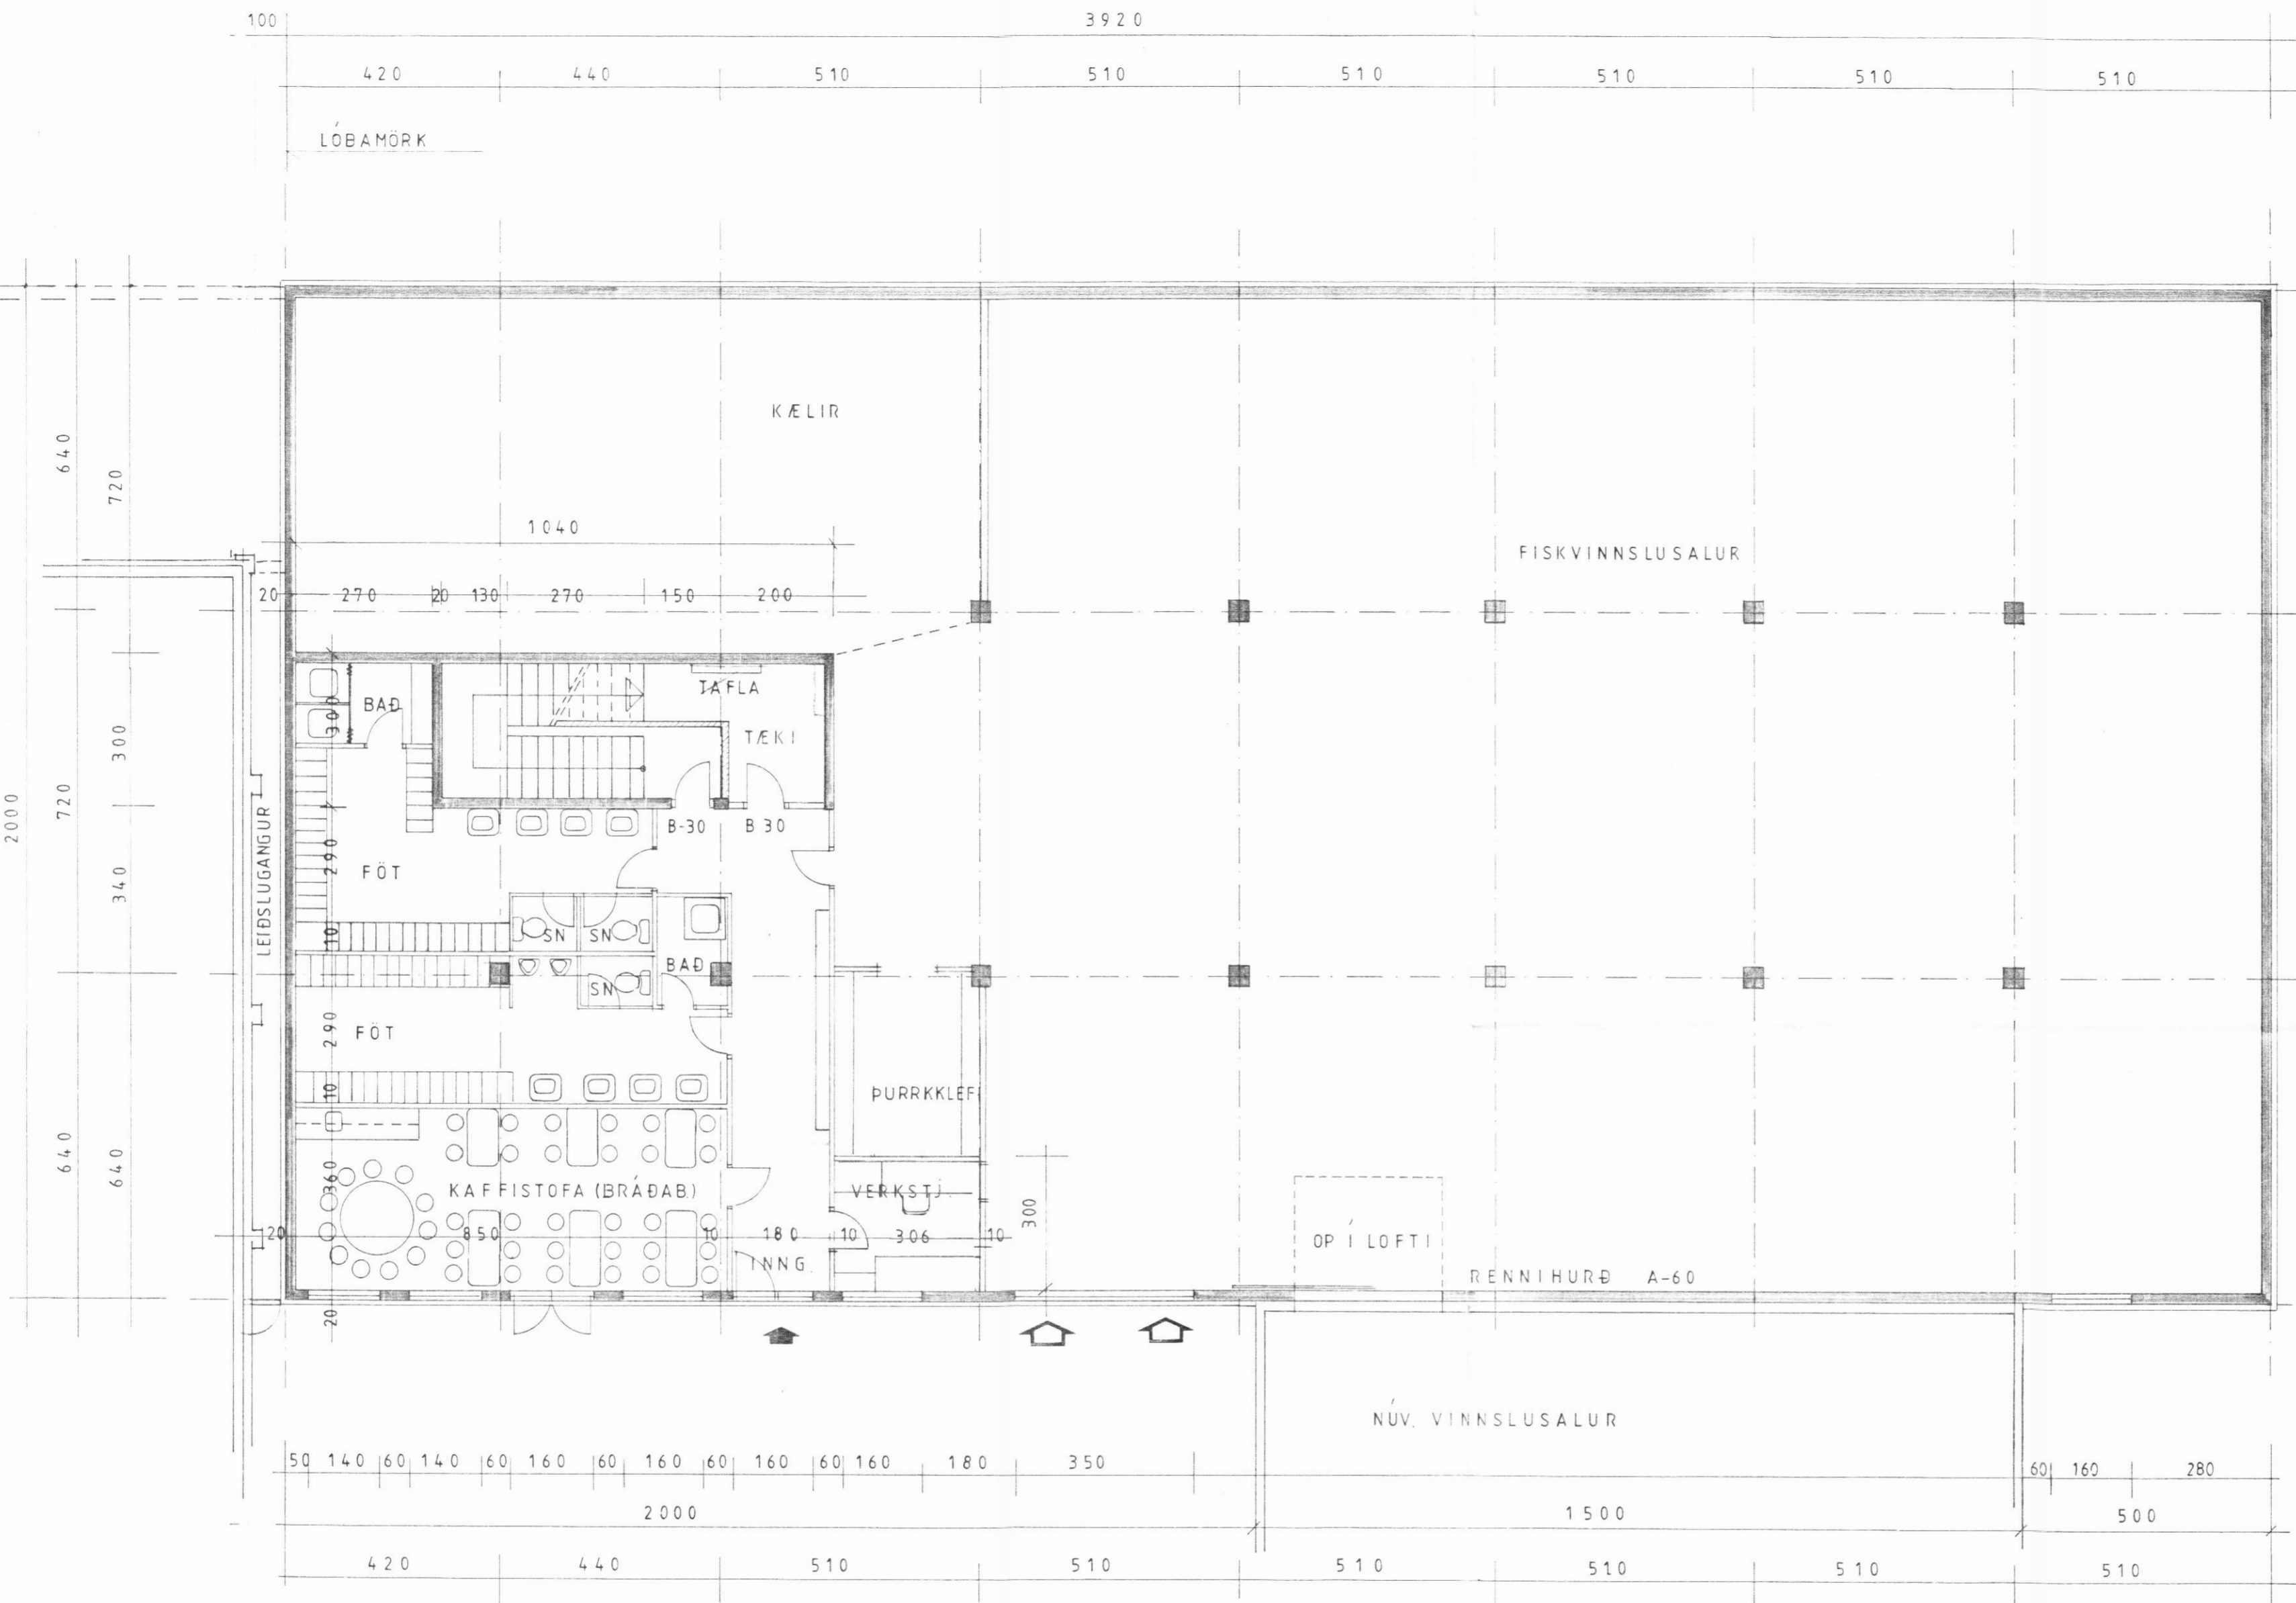 100 3920
420 440 510 510 510 510 510 510
LÓÐAMÖRK
KÆLIR
640
720
1040
FISKVINNSLUSALUR
20 270 20 130 270 150 200
TAFLA
BAÐ
300
300
TÆKI
2000
720
B-30 B 30
340
290
FÖT
LEIÐSLUGANGUR
10
SN SN
BAÐ
SN
290
FÖT
10
ÞURRKKLEFI
640
640
360
KAFFISTOFA (BRÁÐAB.)
VERKSTJ.
300
20 850 10 180 10 306 10
OP Í LOFTI
INNG.
RENNIHURÐ A-60
20
NÚV. VINNSLUSALUR
50 140 60 140 60 160 60 160 60 160 60 160 180 350 60 160 280
2000 1500 500
420 440 510 510 510 510 510 510